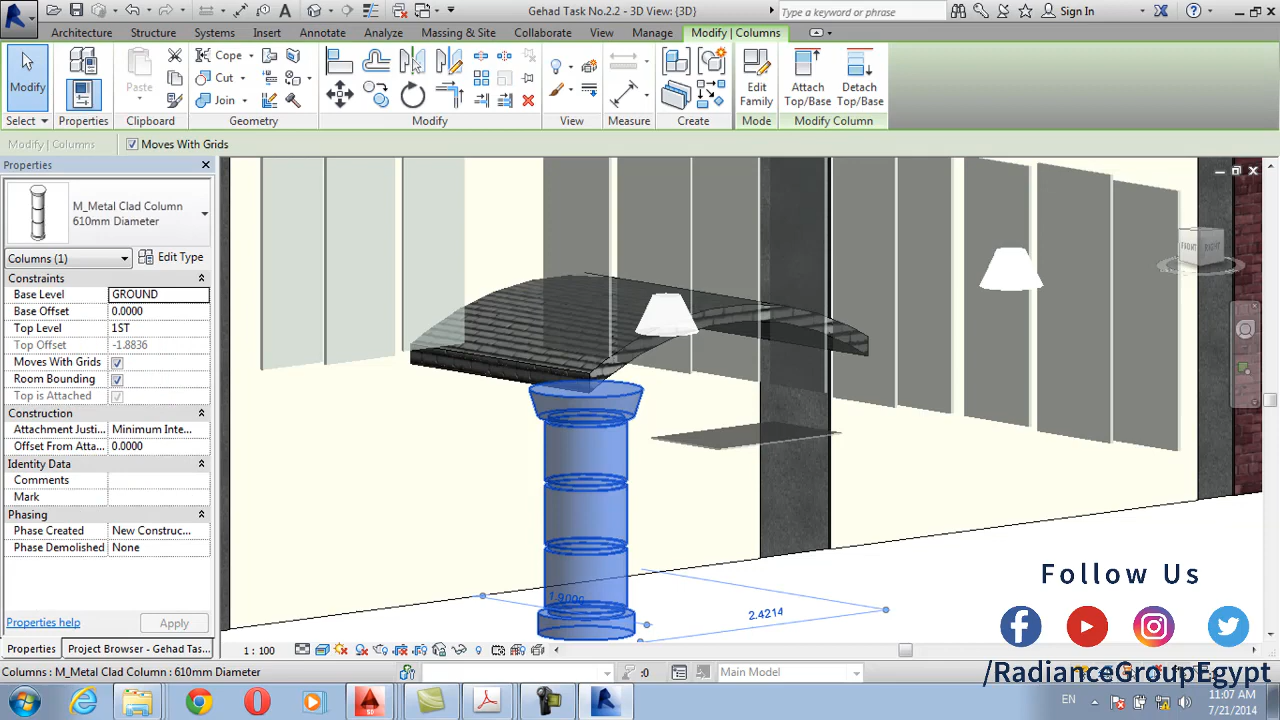 Gehad Task No.2.2 - 3D View: {3D}
Type a keyword or phrase
Sign In
Architecture Structure Systems Insert Annotate Analyze Massing & Site Collaborate View Manage Modify | Columns
Modify
Paste
Cope
Cut
Join
Edit Family
Attach Top/Base
Detach Top/Base
Select Properties Clipboard Geometry Modify View Measure Create Mode Modify Column
Modify | Columns
Moves With Grids
Properties
M_Metal Clad Column
610mm Diameter
Columns (1)
Edit Type
Constraints
Base Level GROUND
Base Offset 0.0000
Top Level 1ST
Top Offset -1.8836
Moves With Grids
Room Bounding
Top is Attached
Construction
Attachment Justi... Minimum Inte...
Offset From Atta... 0.0000
Identity Data
Comments
Mark
Phasing
Phase Created New Construc...
Phase Demolished None
Properties help
Apply
Properties
Project Browser - Gehad Tas...
FRONT
2.4214
1 : 100
Columns : M_Metal Clad Column : 610mm Diameter
:0
Main Model
Follow Us
/RadianceGroupEgypt
EN
11:07 AM
7/21/2014